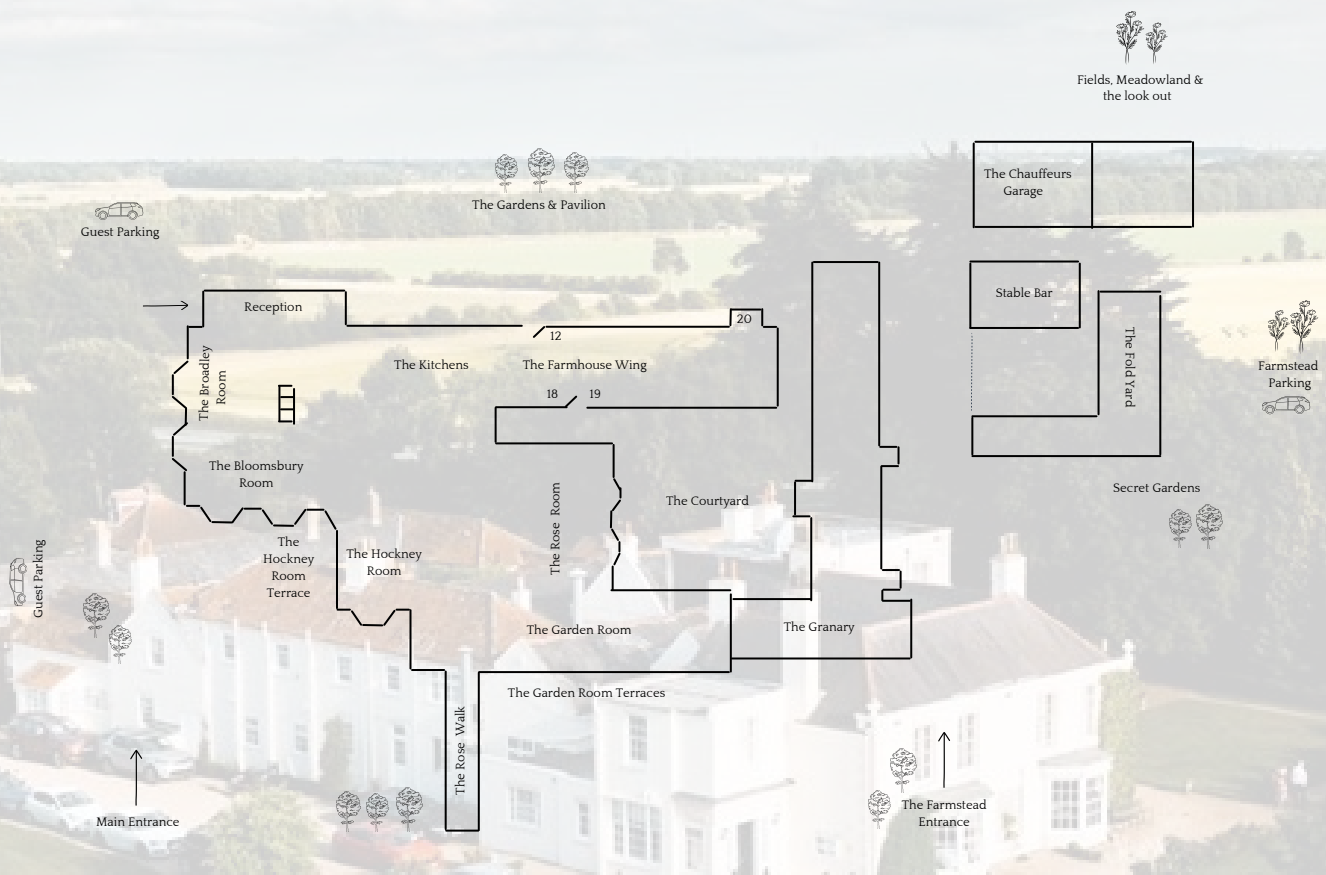 Fields, Meadowland &
the look out
The Chauffeurs
Garage
The Gardens & Pavilion
Guest Parking
Reception
Stable Bar
20
12
The Kitchens
The Farmhouse Wing
The Broadley
Room
The Fold Yard
Farmstead
Parking
18
19
The Bloomsbury
Room
The Rose Room
The Courtyard
Secret Gardens
The
Hockney
Room
Terrace
The Hockney
Room
Guest Parking
The Garden Room
The Granary
The Garden Room Terraces
The Rose Walk
Main Entrance
The Farmstead
Entrance